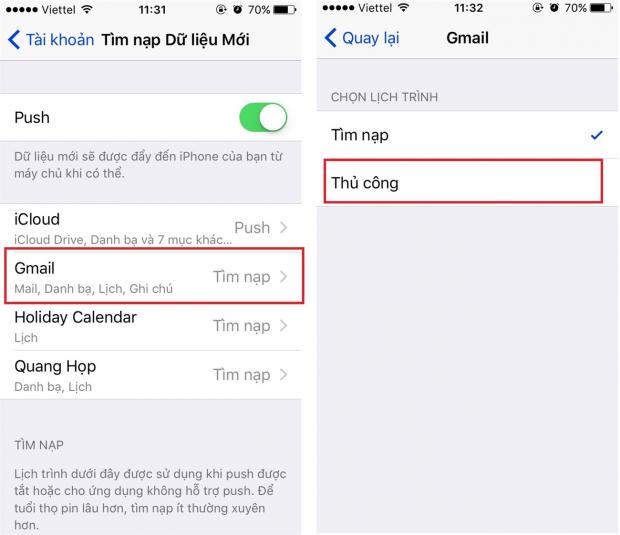 Viettel 11:31 70%
Tài khoản Tìm nạp Dữ liệu Mới
Push
Dữ liệu mới sẽ được đẩy đến iPhone của bạn từ
máy chủ khi có thể.
iCloud
Push
iCloud Drive, Danh bạ và 7 mục khác...
Gmail
Tìm nạp
Mail, Danh bạ, Lịch, Ghi chú
Holiday Calendar
Tìm nạp
Lịch
Quang Họp
Tìm nạp
Danh bạ, Lịch
TÌM NẠP
Lịch trình dưới đây được sử dụng khi push được
tắt hoặc cho ứng dụng không hỗ trợ push. Để
tuổi thọ pin lâu hơn, tìm nạp ít thường xuyên
hơn.
Viettel 11:32 70%
Quay lại Gmail
CHỌN LỊCH TRÌNH
Tìm nạp
Thủ công